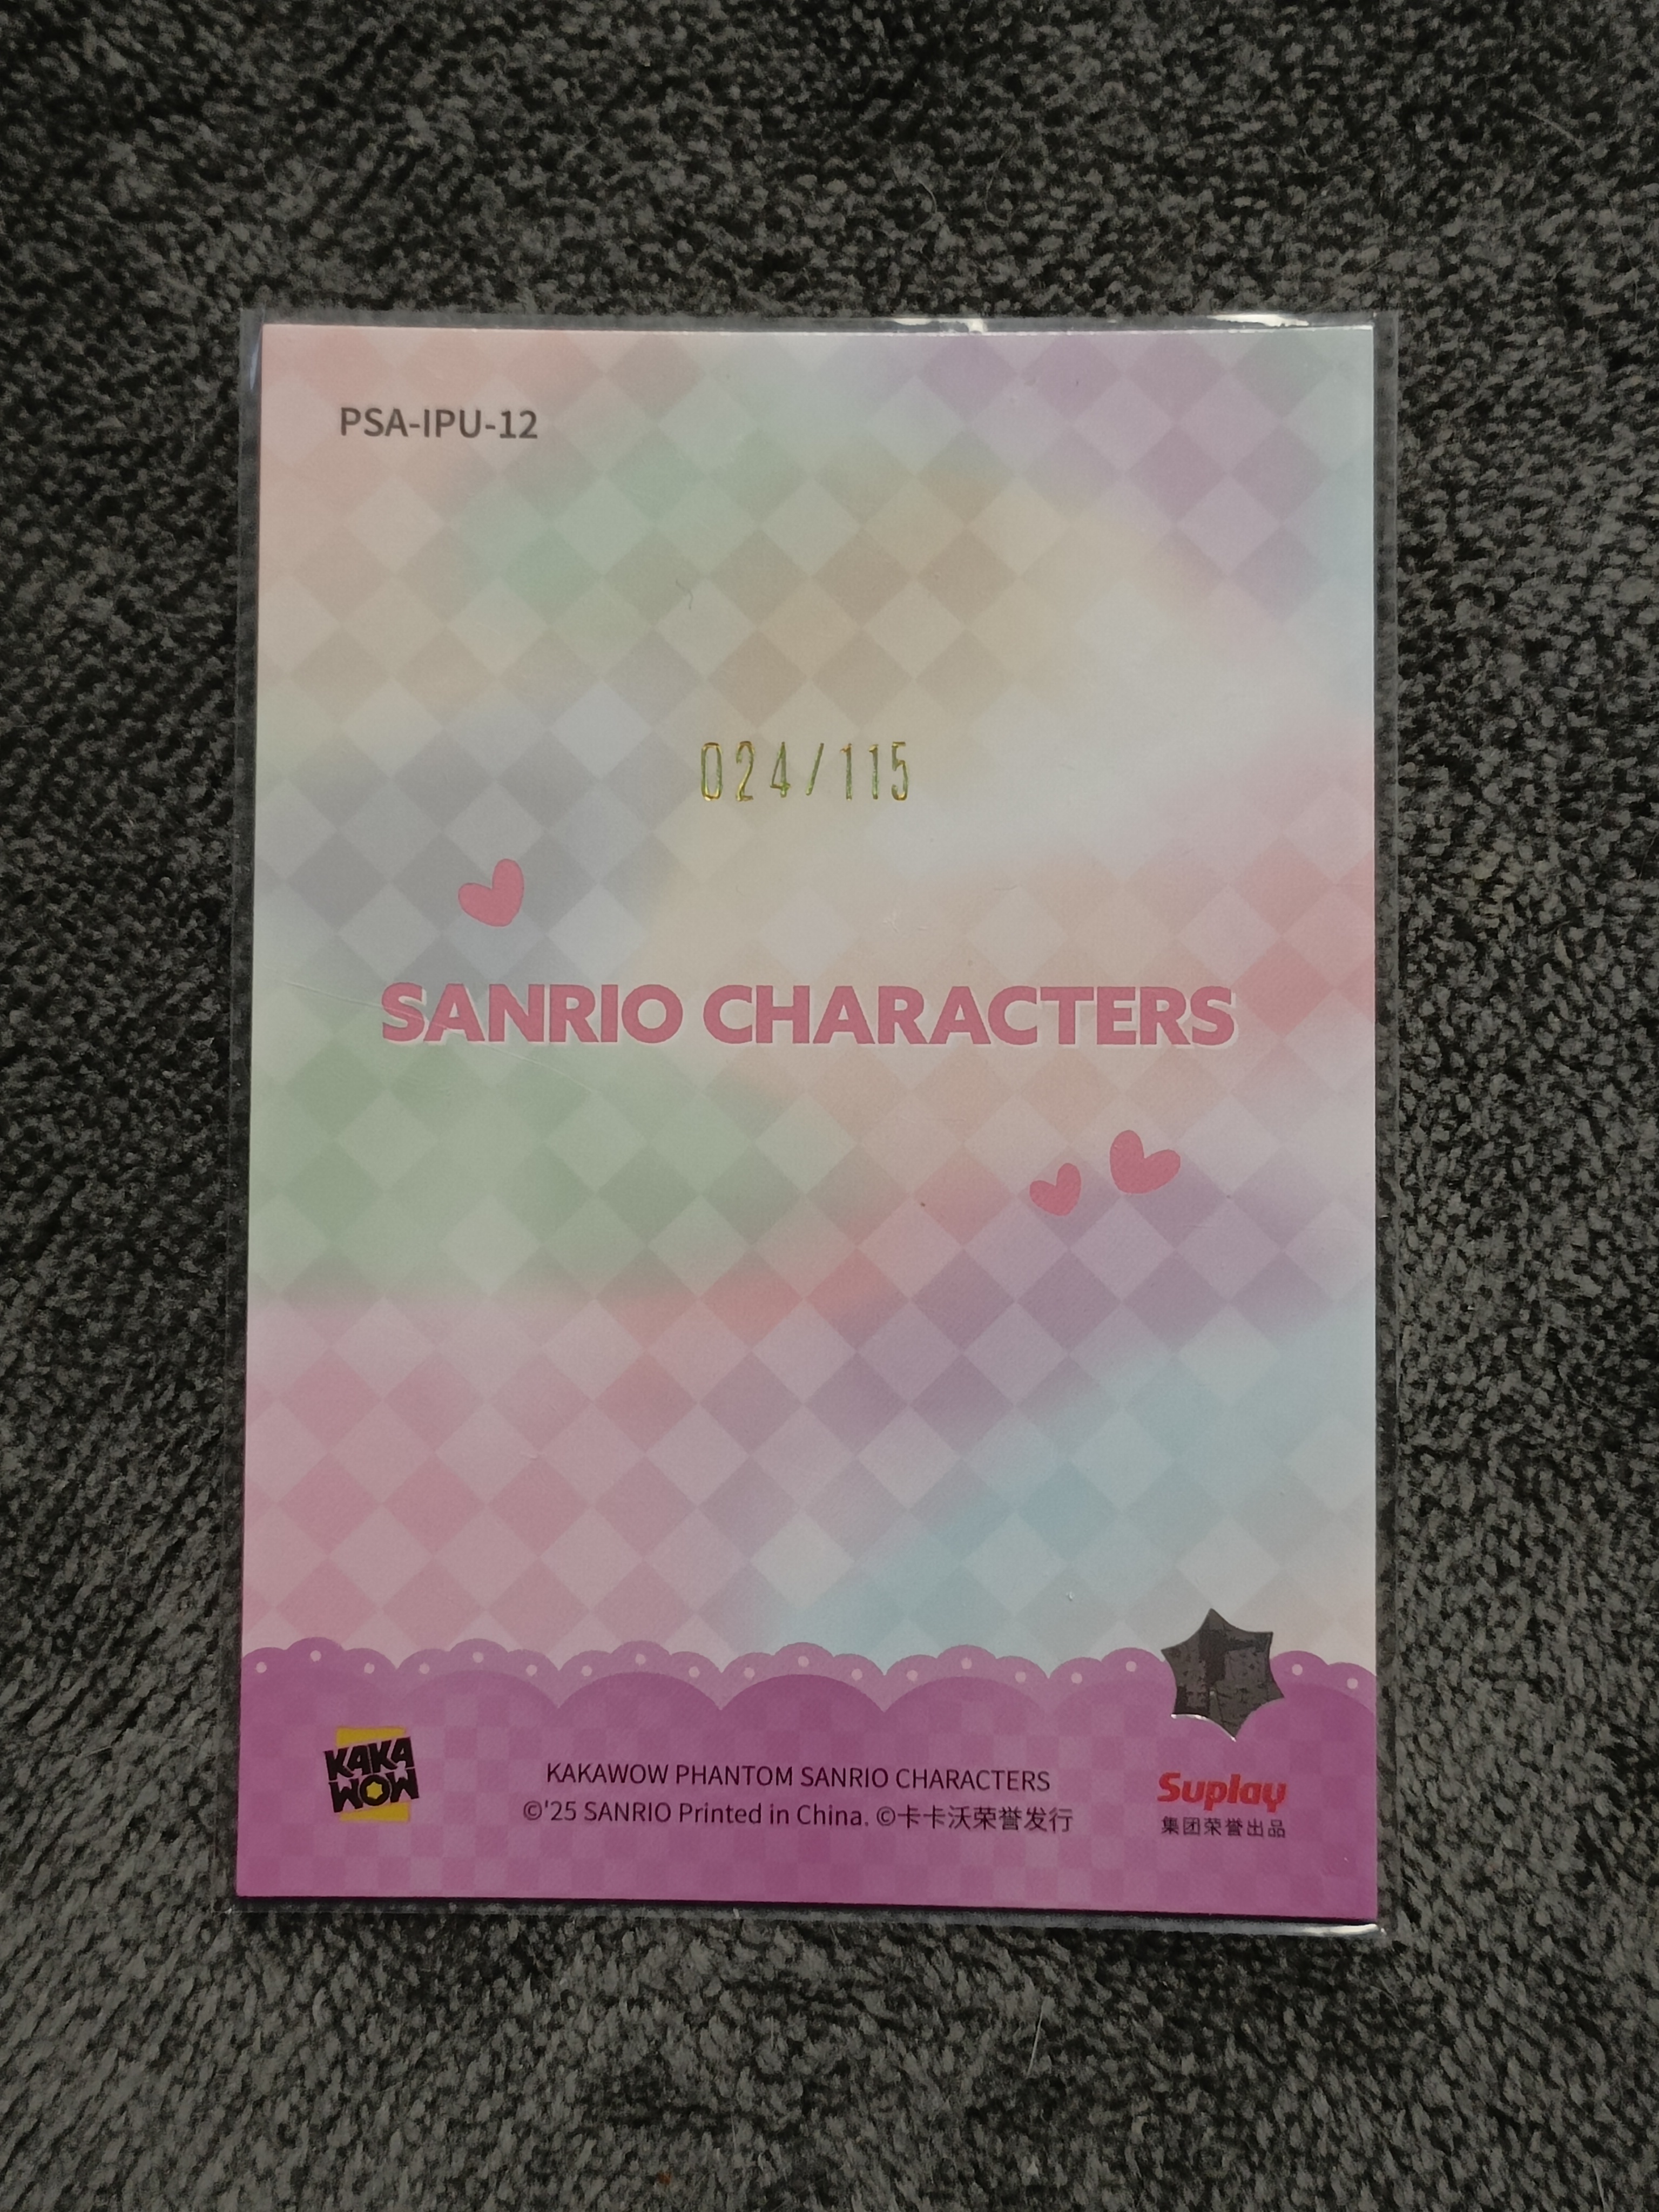 PSA-IPU-12
024/115
SANRIO CHARACTERS
KAKA
WOW
KAKAWOW PHANTOM SANRIO CHARACTERS
©'25 SANRIO Printed in China. ©卡卡沃荣誉发行
Suplay
集团荣誉出品